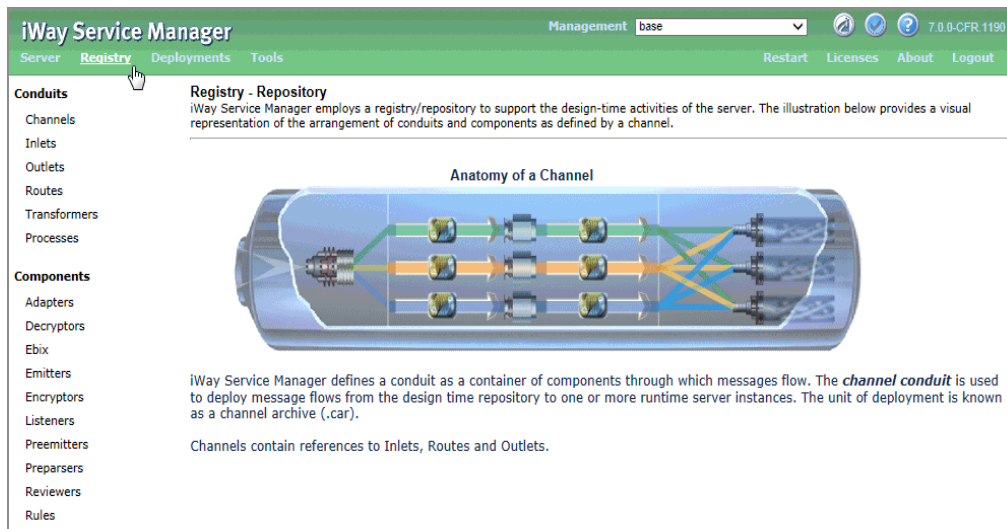 iWay Service Manager
Management base
7.0.0-CFR.1190
Server Registry Deployments Tools
Restart Licenses About Logout
Conduits
Channels
Inlets
Outlets
Routes
Transformers
Processes
Components
Adapters
Decryptors
Ebix
Emitters
Encryptors
Listeners
Preemitters
Preparsers
Reviewers
Rules
Registry - Repository
iWay Service Manager employs a registry/repository to support the design-time activities of the server. The illustration below provides a visual
representation of the arrangement of conduits and components as defined by a channel.
Anatomy of a Channel
iWay Service Manager defines a conduit as a container of components through which messages flow. The channel conduit is used
to deploy message flows from the design time repository to one or more runtime server instances. The unit of deployment is known
as a channel archive (.car).
Channels contain references to Inlets, Routes and Outlets.